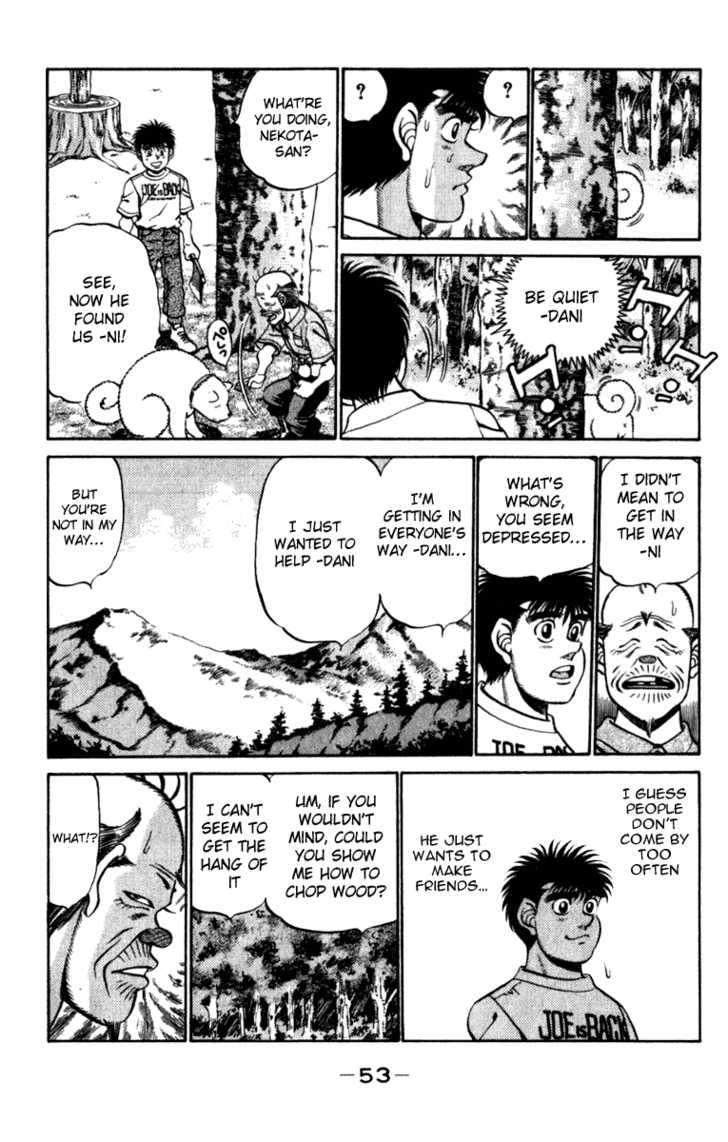 ?
?
BE QUIET
-DANI
WHAT'RE
YOU DOING,
NEKOTA-
SAN?
JOE IS BACK
SEE,
NOW HE
FOUND
US -NI!
I DIDN'T
MEAN TO
GET IN
THE WAY
-NI
WHAT'S
WRONG,
YOU SEEM
DEPRESSED...
JOE IS BACK
I'M
GETTING IN
EVERYONE'S
WAY -DANI...
I JUST
WANTED TO
HELP -DANI
BUT
YOU'RE
NOT IN MY
WAY...
I GUESS
PEOPLE
DON'T
COME BY
TOO
OFTEN
HE JUST
WANTS TO
MAKE
FRIENDS...
JOE IS BACK
UM, IF YOU
WOULDN'T
MIND, COULD
YOU SHOW
ME HOW TO
CHOP WOOD?
I CAN'T
SEEM TO
GET THE
HANG OF
IT
WHAT!?
—53—